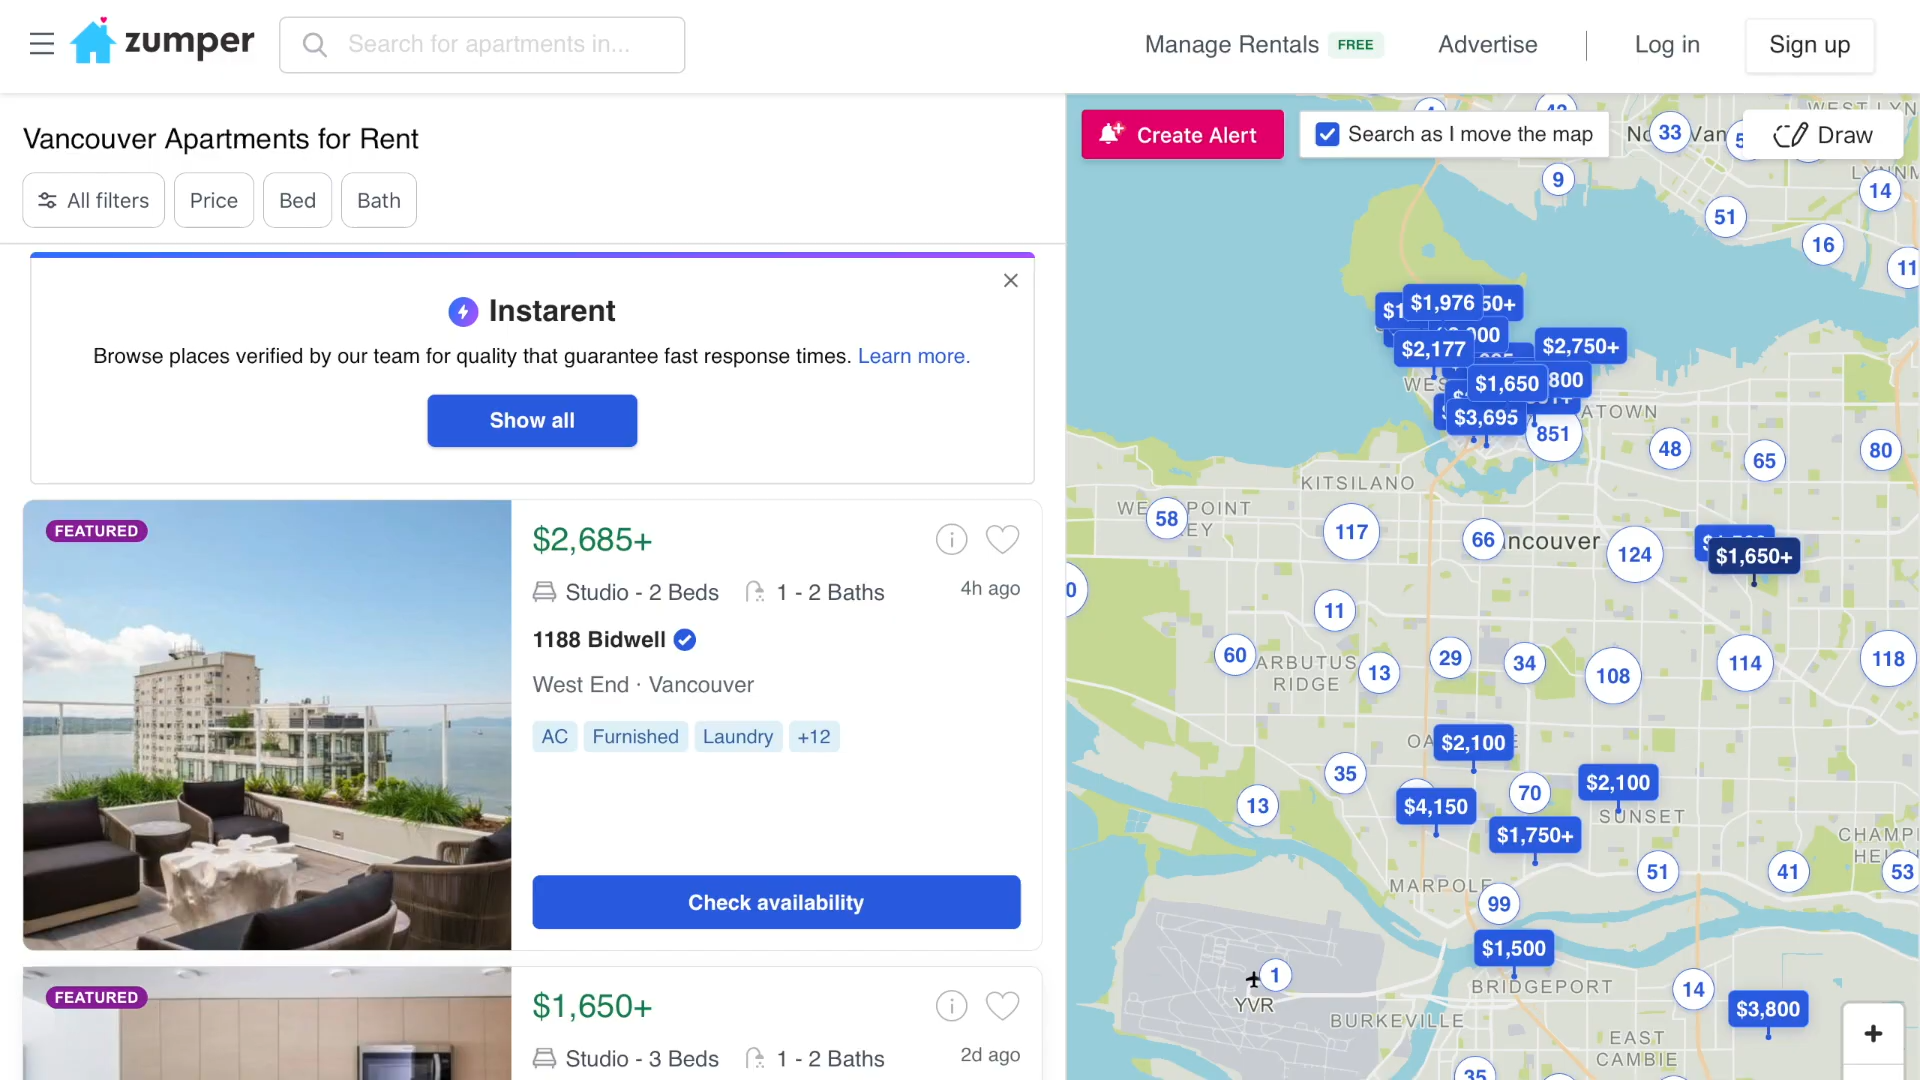 zumper
Search for apartments in...
Manage Rentals FREE
Advertise
Log in
Sign up
Vancouver Apartments for Rent
All filters
Price
Bed
Bath
Instarent
Browse places verified by our team for quality that guarantee fast response times. Learn more.
Show all
FEATURED
$2,685+
Studio - 2 Beds
1 - 2 Baths
4h ago
1188 Bidwell
West End · Vancouver
AC
Furnished
Laundry
+12
Check availability
FEATURED
$1,650+
Studio - 3 Beds
1 - 2 Baths
2d ago
Create Alert
Search as I move the map
Draw
33
9
14
51
16
11
$1,976
50+
$2,177
$2,750+
$1,650
800
$3,695
ATOWN
851
48
65
80
KITSILANO
58
117
66
ncouver
124
$1,650+
11
60
ARBUTUS
RIDGE
13
29
34
108
114
118
$2,100
35
$4,150
70
$2,100
SUNSET
13
$1,750+
51
41
53
MARPOLE
99
$1,500
BRIDGEPORT
1
YVR
BURKEVILLE
14
$3,800
EAST
CAMBIE
35
+